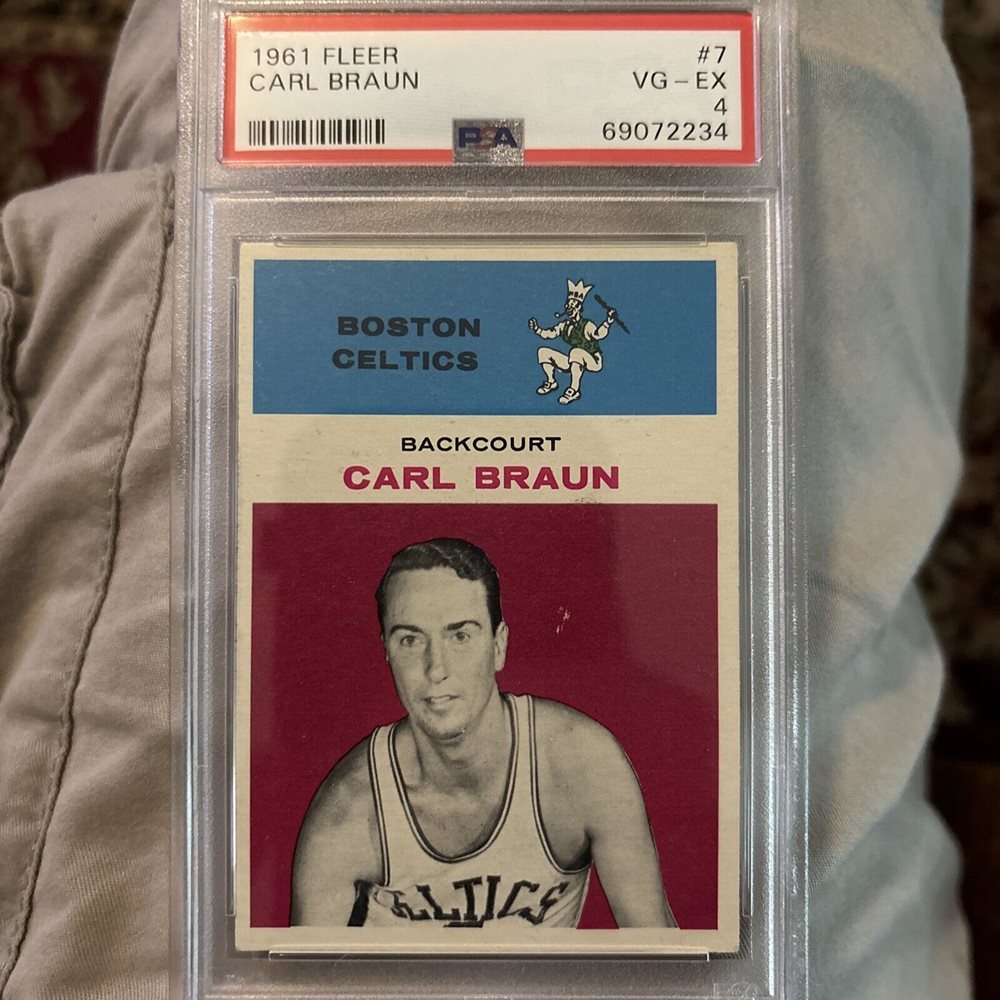 1961 FLEER #7
CARL BRAUN VG-EX
4
PSA 69072234
BOSTON
CELTICS
BACKCOURT
CARL BRAUN
CELTICS